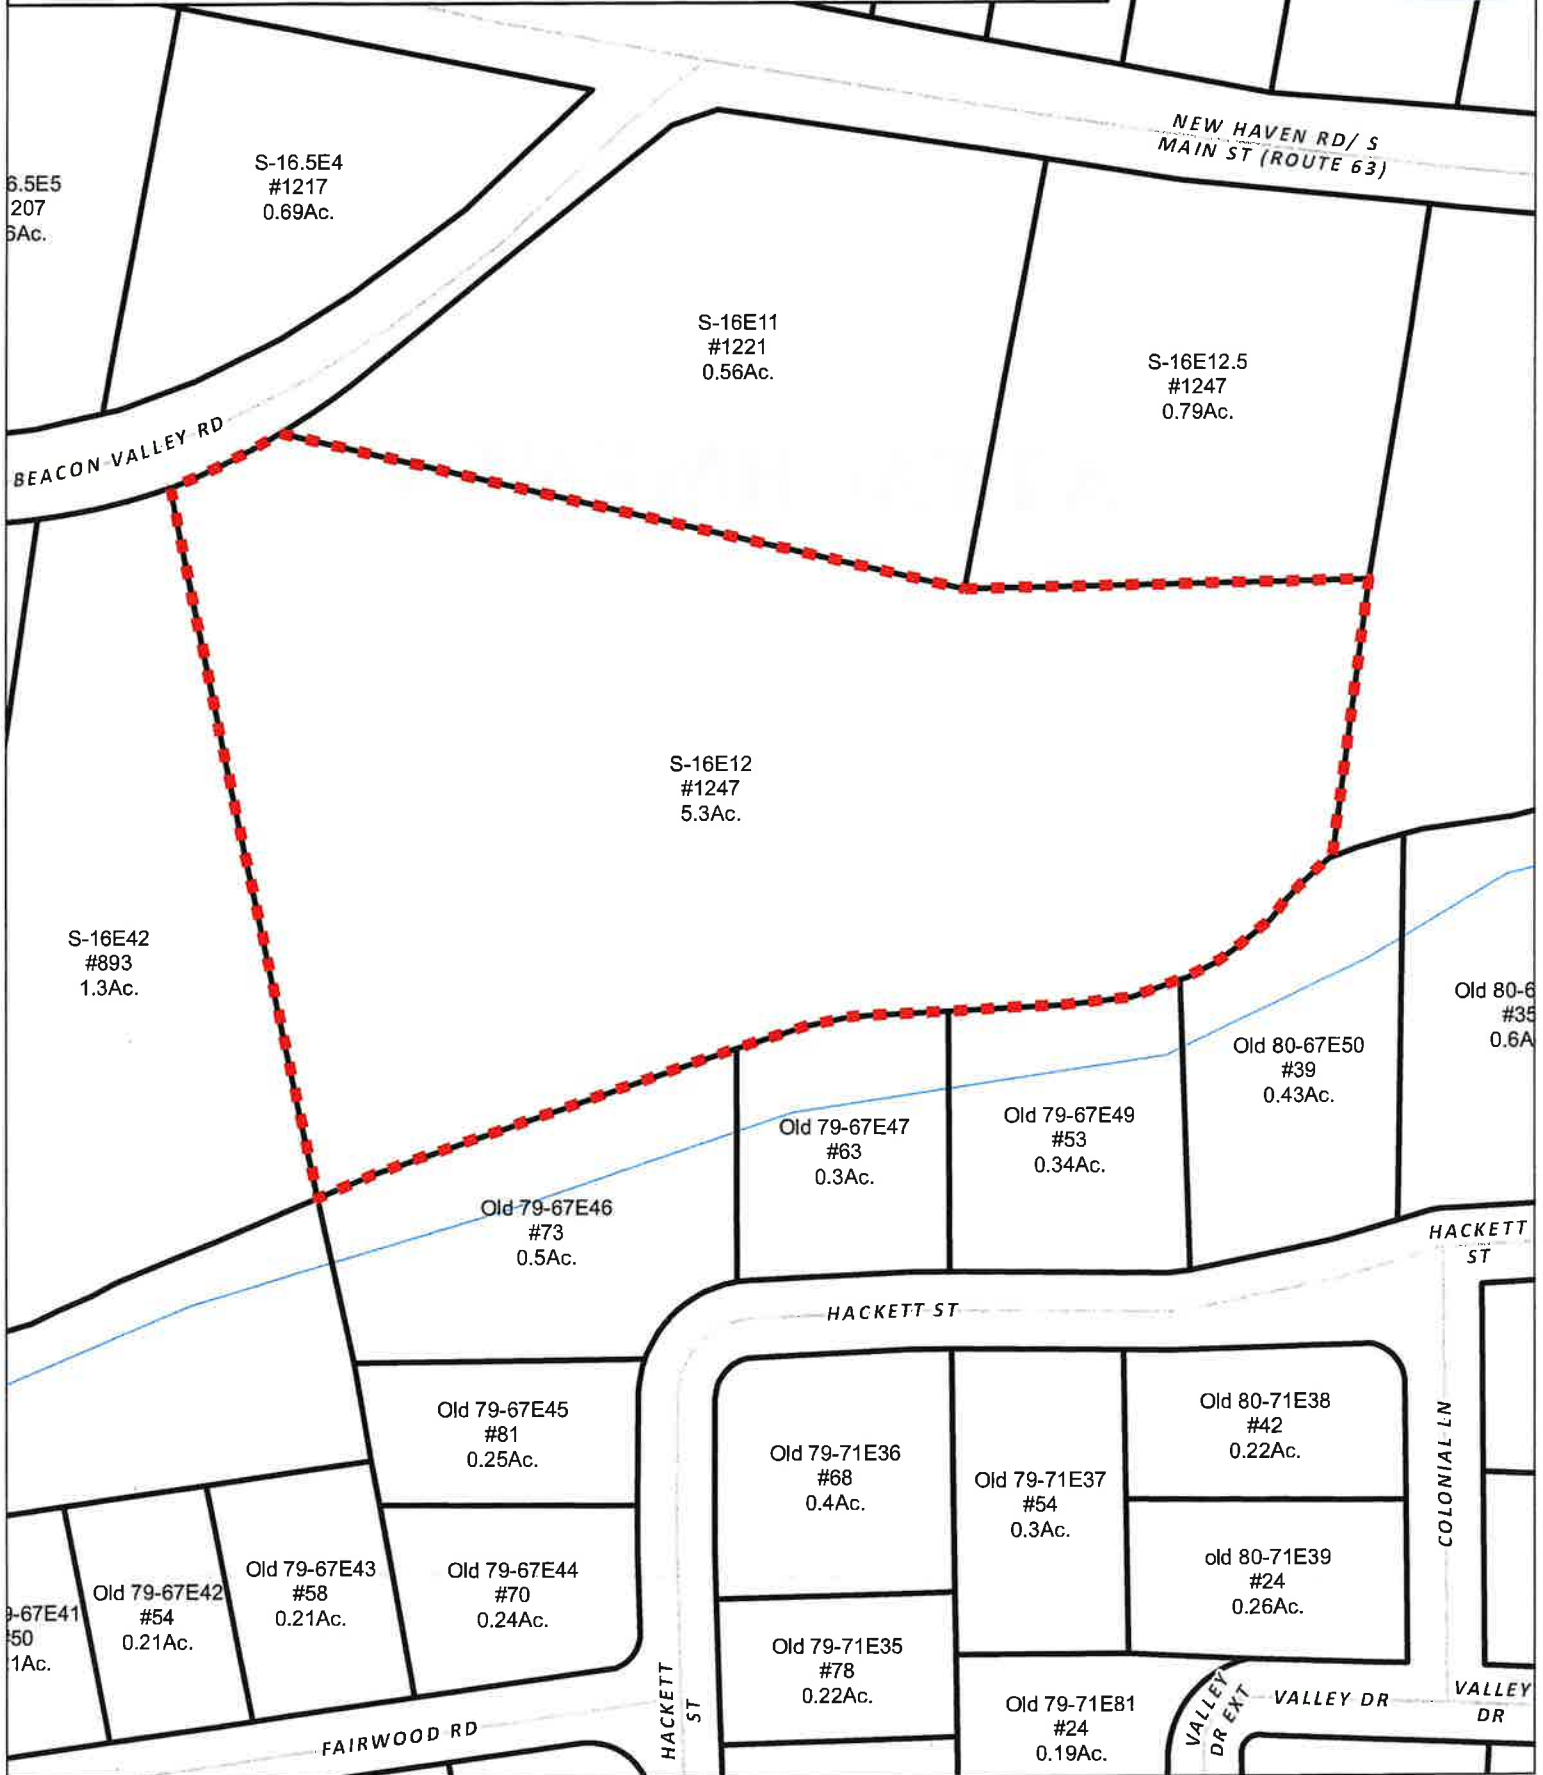 NEW HAVEN RD/ S
MAIN ST (ROUTE 63)
S-16.5E4
#1217
0.69Ac.
6.5E5
207
6Ac.
S-16E11
#1221
0.56Ac.
S-16E12.5
#1247
0.79Ac.
BEACON VALLEY RD
S-16E12
#1247
5.3Ac.
S-16E42
#893
1.3Ac.
Old 80-6
#35
0.6A
Old 80-67E50
#39
0.43Ac.
Old 79-67E49
#53
0.34Ac.
Old 79-67E47
#63
0.3Ac.
Old 79-67E46
#73
0.5Ac.
HACKETT
ST
HACKETT ST
Old 79-67E45
#81
0.25Ac.
Old 79-71E36
#68
0.4Ac.
Old 79-71E37
#54
0.3Ac.
Old 80-71E38
#42
0.22Ac.
COLONIAL LN
old 80-71E39
#24
0.26Ac.
Old 79-67E44
#70
0.24Ac.
Old 79-67E43
#58
0.21Ac.
Old 79-67E42
#54
0.21Ac.
9-67E41
#50
1Ac.
Old 79-71E35
#78
0.22Ac.
Old 79-71E81
#24
0.19Ac.
HACKETT
ST
FAIRWOOD RD
VALLEY
DR EXT
VALLEY DR
VALLEY
DR